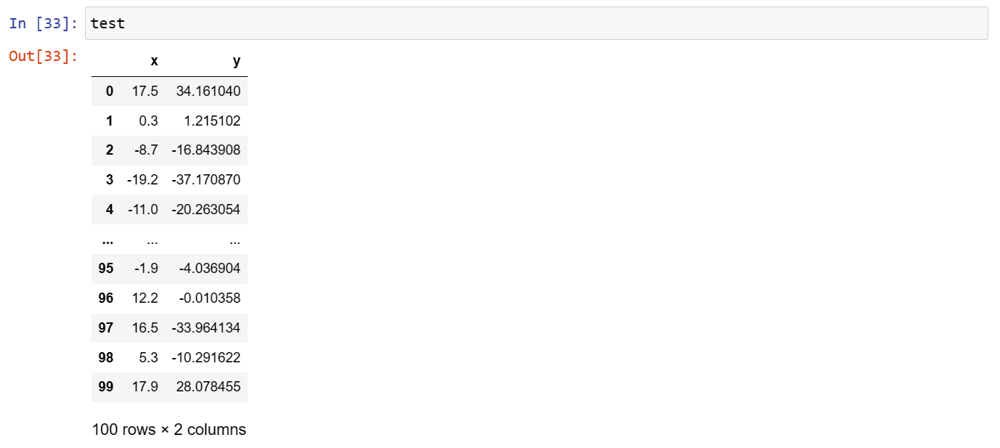 In [33]: test
Out[33]:
x y
0 17.5 34.161040
1 0.3 1.215102
2 -8.7 -16.843908
3 -19.2 -37.170870
4 -11.0 -20.263054
... ... ...
95 -1.9 -4.036904
96 12.2 -0.010358
97 16.5 -33.964134
98 5.3 -10.291622
99 17.9 28.078455
100 rows × 2 columns